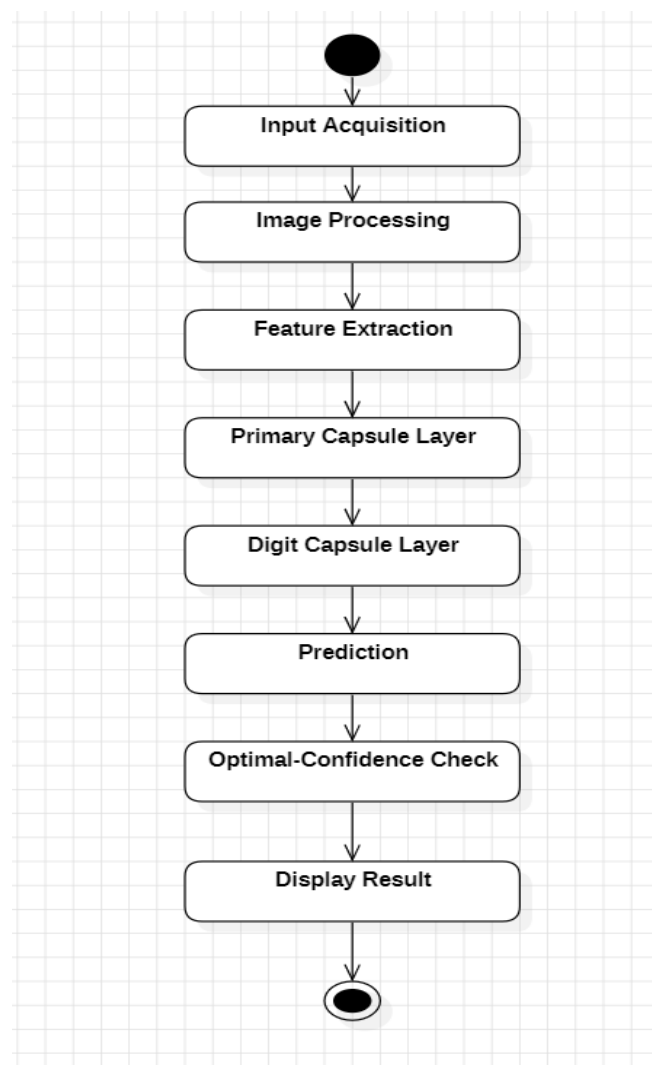 Input Acquisition
Image Processing
Feature Extraction
Primary Capsule Layer
Digit Capsule Layer
Prediction
Optimal-Confidence Check
Display Result